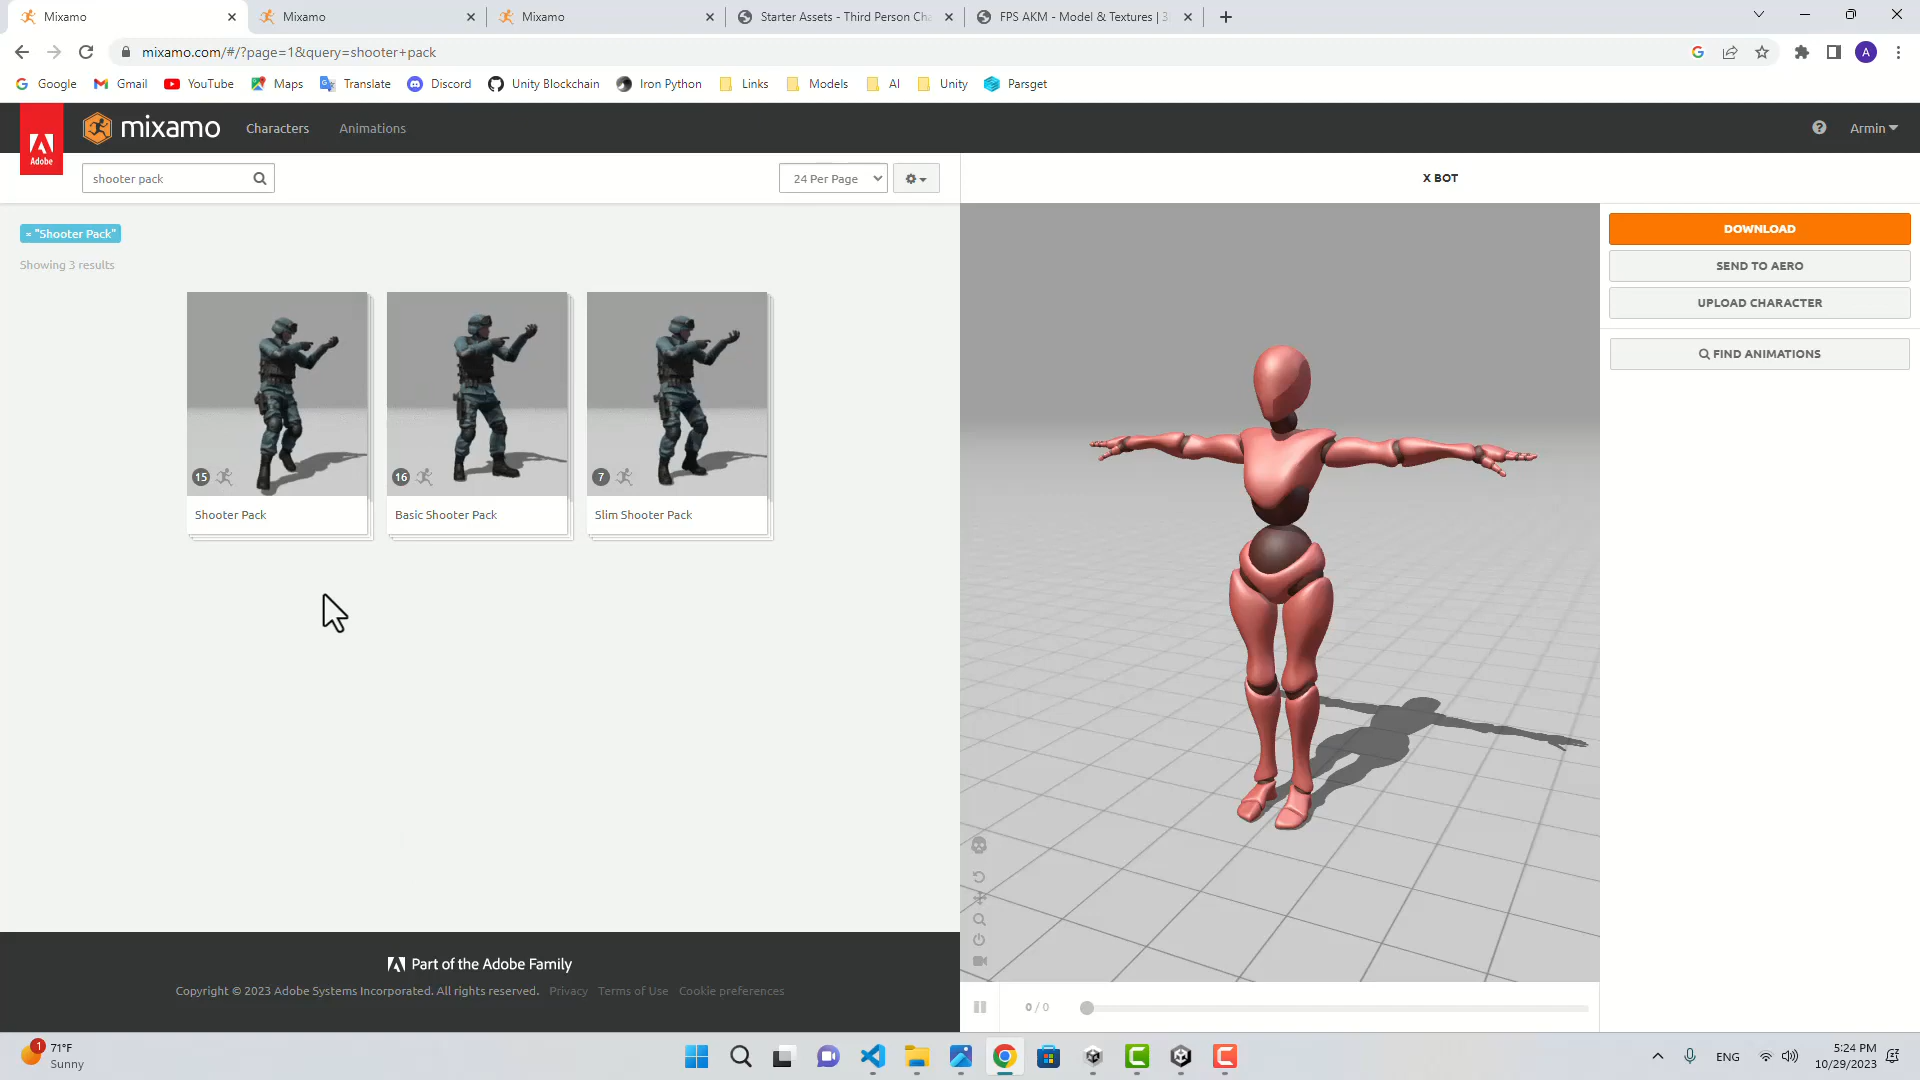 Mixamo
Mixamo
Mixamo
Starter Assets - Third Person Cha
FPS AKM - Model & Textures | 3
mixamo.com/#/?page=1&query=shooter+pack
A
Google
Gmail
YouTube
Maps
Translate
Discord
Unity Blockchain
Iron Python
Links
Models
AI
Unity
Parsget
Adobe
mixamo
Characters
Animations
Armin
shooter pack
24 Per Page
X BOT
× "Shooter Pack"
Showing 3 results
15
Shooter Pack
16
Basic Shooter Pack
7
Slim Shooter Pack
DOWNLOAD
SEND TO AERO
UPLOAD CHARACTER
FIND ANIMATIONS
Part of the Adobe Family
Copyright © 2023 Adobe Systems Incorporated. All rights reserved. Privacy Terms of Use Cookie preferences
0 / 0
1
71°F
Sunny
ENG
5:24 PM
10/29/2023